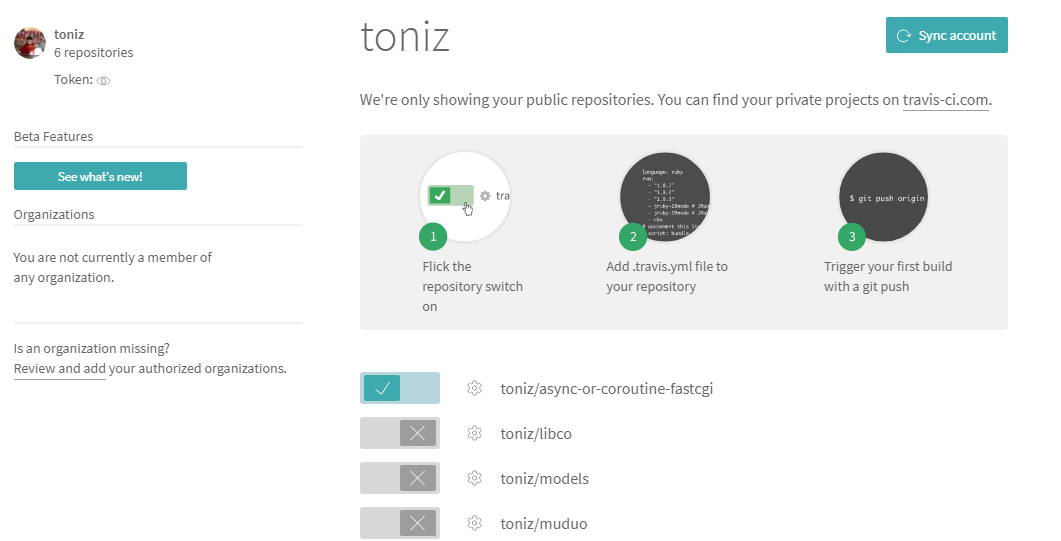 toniz
6 repositories
Token:
Beta Features
See what's new!
Organizations
You are not currently a member of
any organization.
Is an organization missing?
Review and add your authorized organizations.
toniz
Sync account
We're only showing your public repositories. You can find your private projects on travis-ci.com.
tra
1
Flick the
repository switch
on
language: ruby
rvm:
- "1.8.7"
- "1.9.2"
- "1.9.3"
- jruby-18mode # JRu
- jruby-19mode # JRu
- rbx
# uncomment this li
script: bundle
2
Add .travis.yml file to
your repository
$ git push origin
3
Trigger your first build
with a git push
toniz/async-or-coroutine-fastcgi
toniz/libco
toniz/models
toniz/muduo